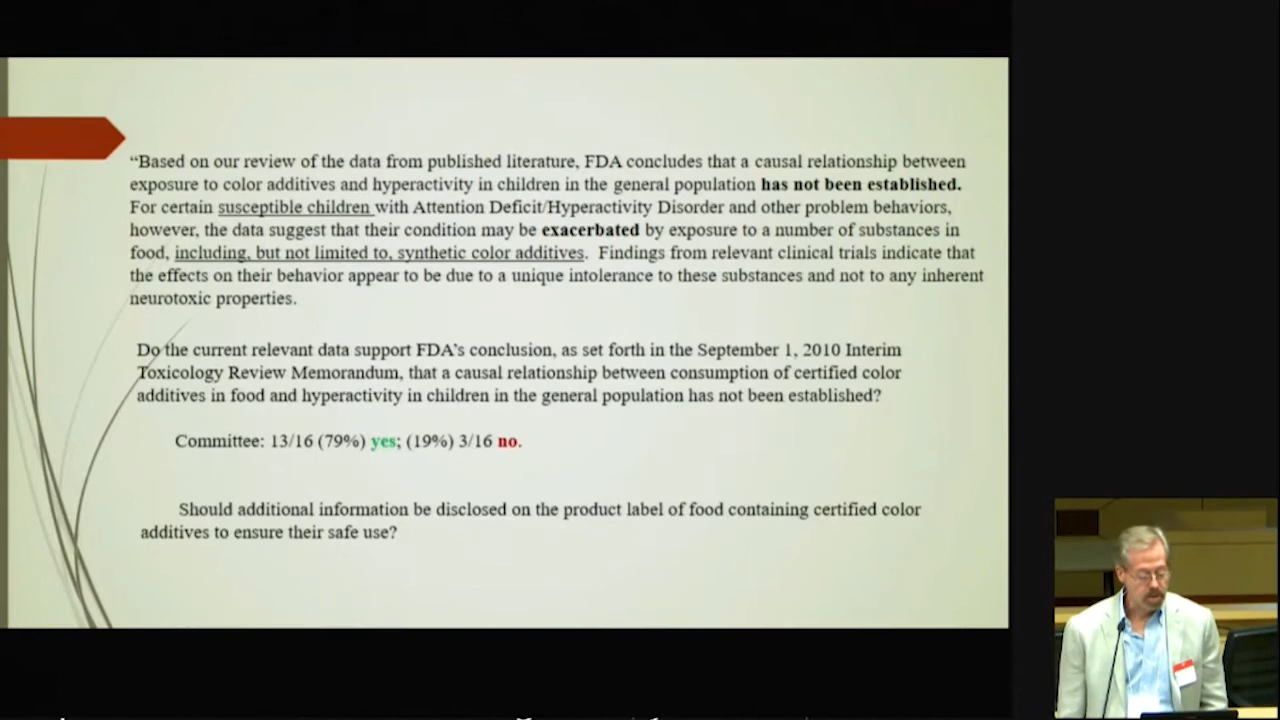 “Based on our review of the data from published literature, FDA concludes that a causal relationship between
exposure to color additives and hyperactivity in children in the general population has not been established.
For certain susceptible children with Attention Deficit/Hyperactivity Disorder and other problem behaviors,
however, the data suggest that their condition may be exacerbated by exposure to a number of substances in
food, including, but not limited to, synthetic color additives. Findings from relevant clinical trials indicate that
the effects on their behavior appear to be due to a unique intolerance to these substances and not to any inherent
neurotoxic properties.
Do the current relevant data support FDA’s conclusion, as set forth in the September 1, 2010 Interim
Toxicology Review Memorandum, that a causal relationship between consumption of certified color
additives in food and hyperactivity in children in the general population has not been established?
Committee: 13/16 (79%) yes; (19%) 3/16 no.
Should additional information be disclosed on the product label of food containing certified color
additives to ensure their safe use?